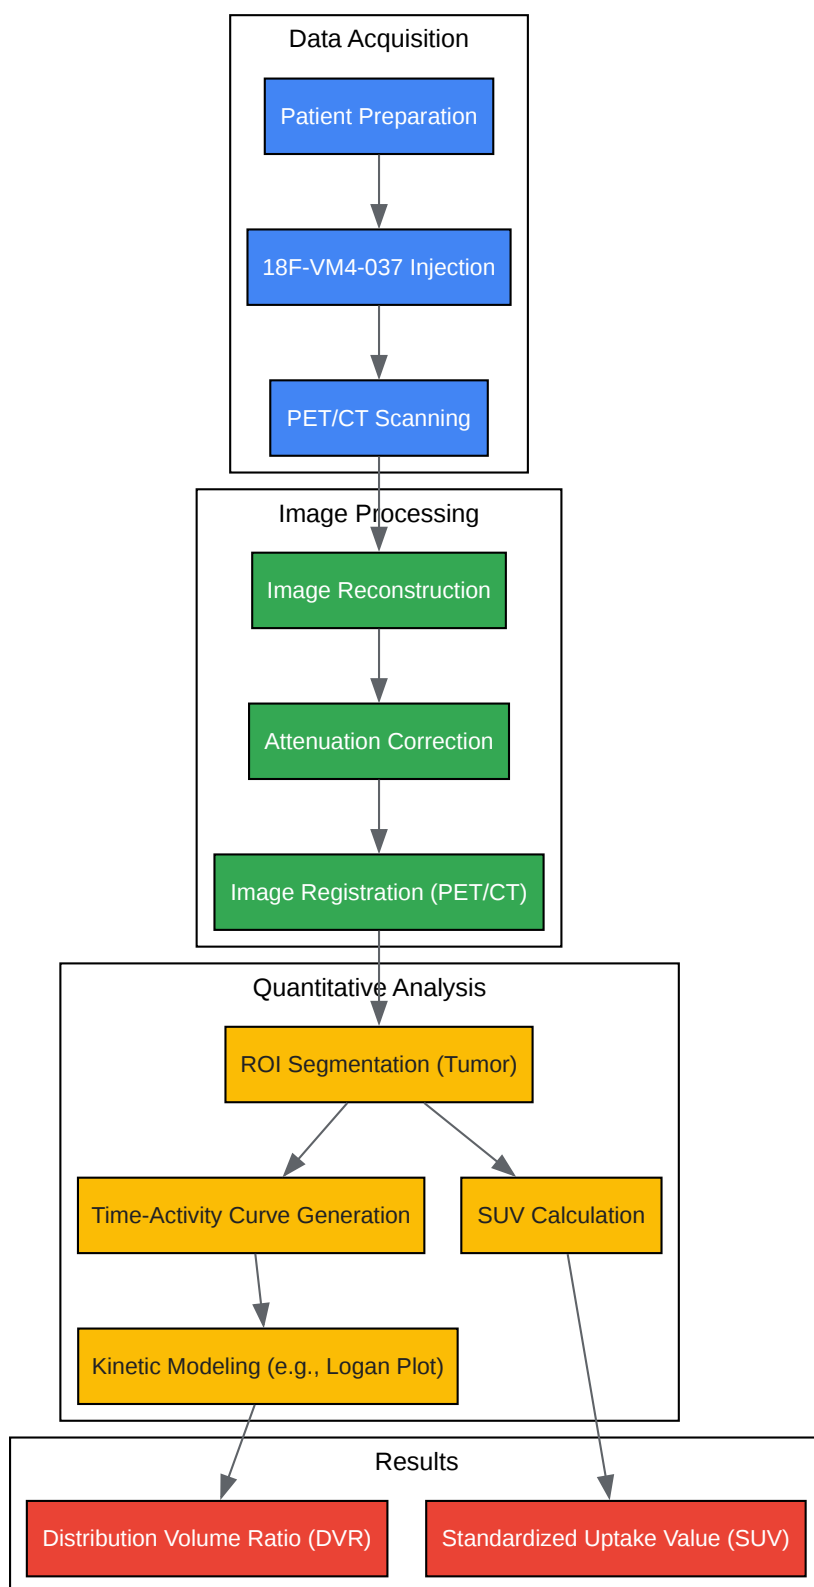 Data Acquisition
Patient Preparation
18F-VM4-037 Injection
PET/CT Scanning
Image Processing
Image Reconstruction
Attenuation Correction
Image Registration (PET/CT)
Quantitative Analysis
ROI Segmentation (Tumor)
Time-Activity Curve Generation
SUV Calculation
Kinetic Modeling (e.g., Logan Plot)
Results
Distribution Volume Ratio (DVR)
Standardized Uptake Value (SUV)